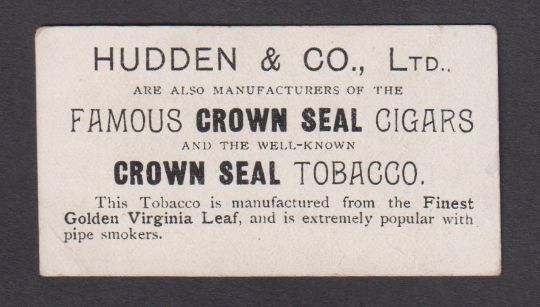 HUDDEN & CO., LTD..
ARE ALSO MANUFACTURERS OF THE
FAMOUS CROWN SEAL CIGARS
AND THE WELL-KNOWN
CROWN SEAL TOBACCO.
This Tobacco is manufactured from the Finest
Golden Virginia Leaf, and is extremely popular with
pipe smokers.